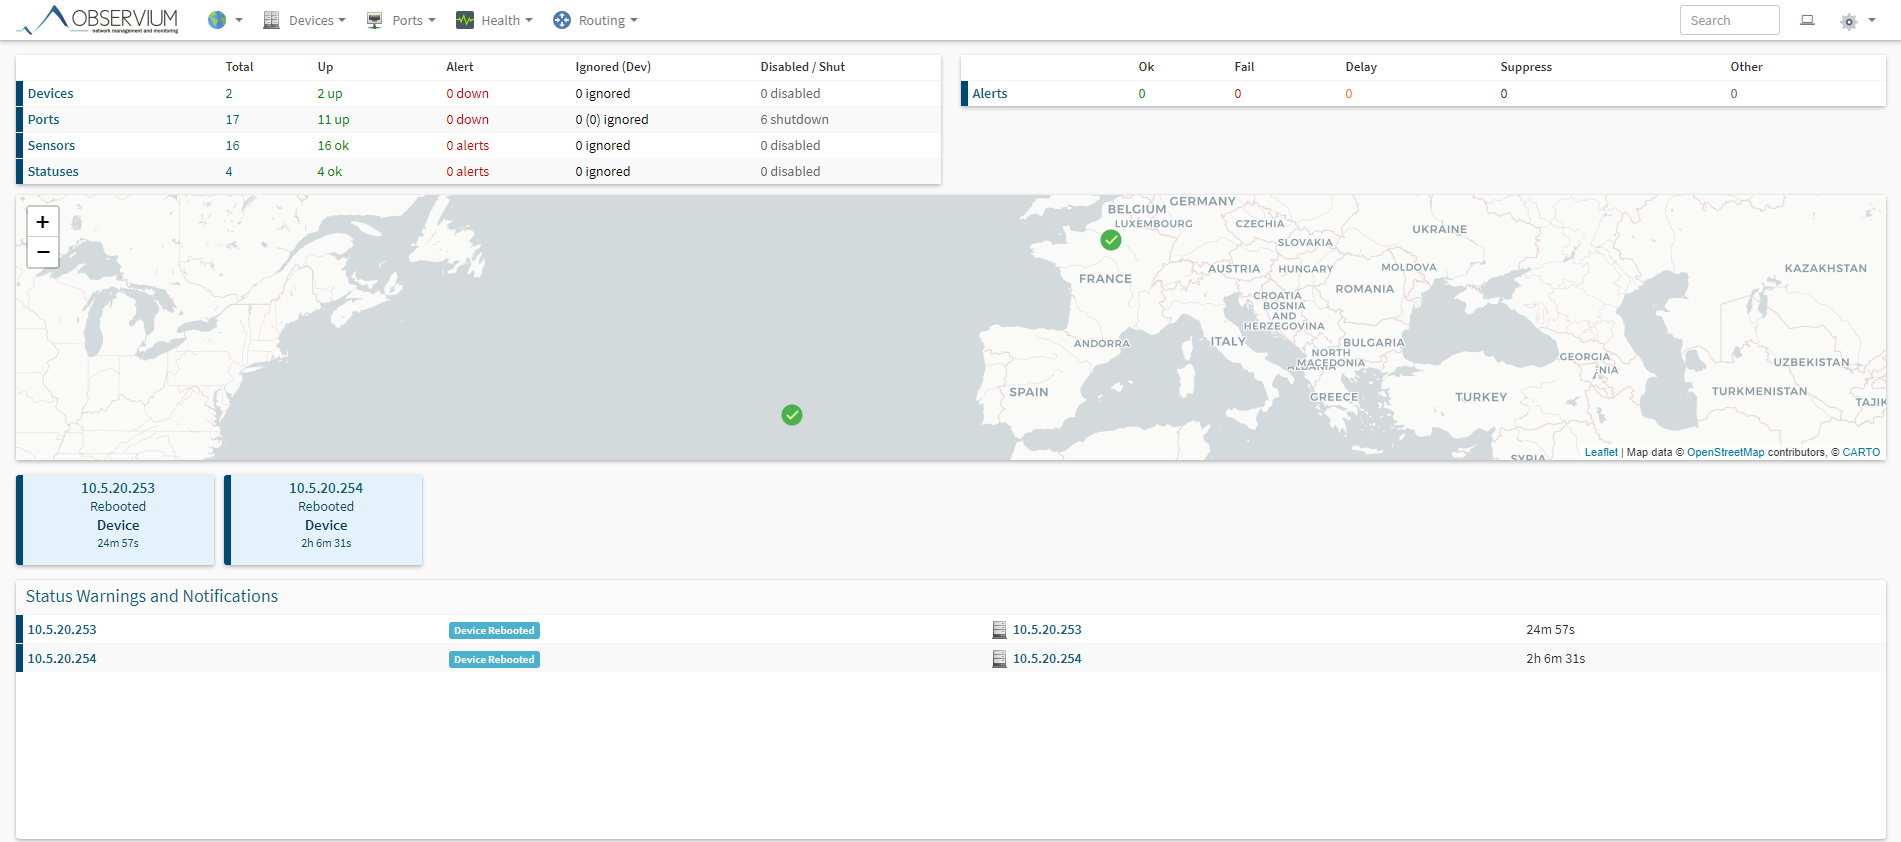 OBSERVIUM
network management and monitoring
Devices Ports Health Routing Search
Total Up Alert Ignored (Dev) Disabled / Shut
Devices 2 2 up 0 down 0 ignored 0 disabled
Ports 17 11 up 0 down 0 (0) ignored 6 shutdown
Sensors 16 16 ok 0 alerts 0 ignored 0 disabled
Statuses 4 4 ok 0 alerts 0 ignored 0 disabled
Ok Fail Delay Suppress Other
Alerts 0 0 0 0 0
+
−
BELGIUM
GERMANY
LUXEMBOURG
CZECHIA
UKRAINE
SLOVAKIA
FRANCE
AUSTRIA
HUNGARY
MOLDOVA
KAZAKHSTAN
ROMANIA
CROATIA
BOSNIA
AND
HERZEGOVINA
ANDORRA
ITALY
BULGARIA
NORTH
MACEDONIA
ALBANIA
GEORGIA
NIA
UZBEKISTAN
SPAIN
GREECE
TURKEY
TURKMENISTAN
TAJIK
SYRIA
Leaflet | Map data © OpenStreetMap contributors, © CARTO
10.5.20.253
Rebooted
Device
24m 57s
10.5.20.254
Rebooted
Device
2h 6m 31s
Status Warnings and Notifications
10.5.20.253 Device Rebooted 10.5.20.253 24m 57s
10.5.20.254 Device Rebooted 10.5.20.254 2h 6m 31s